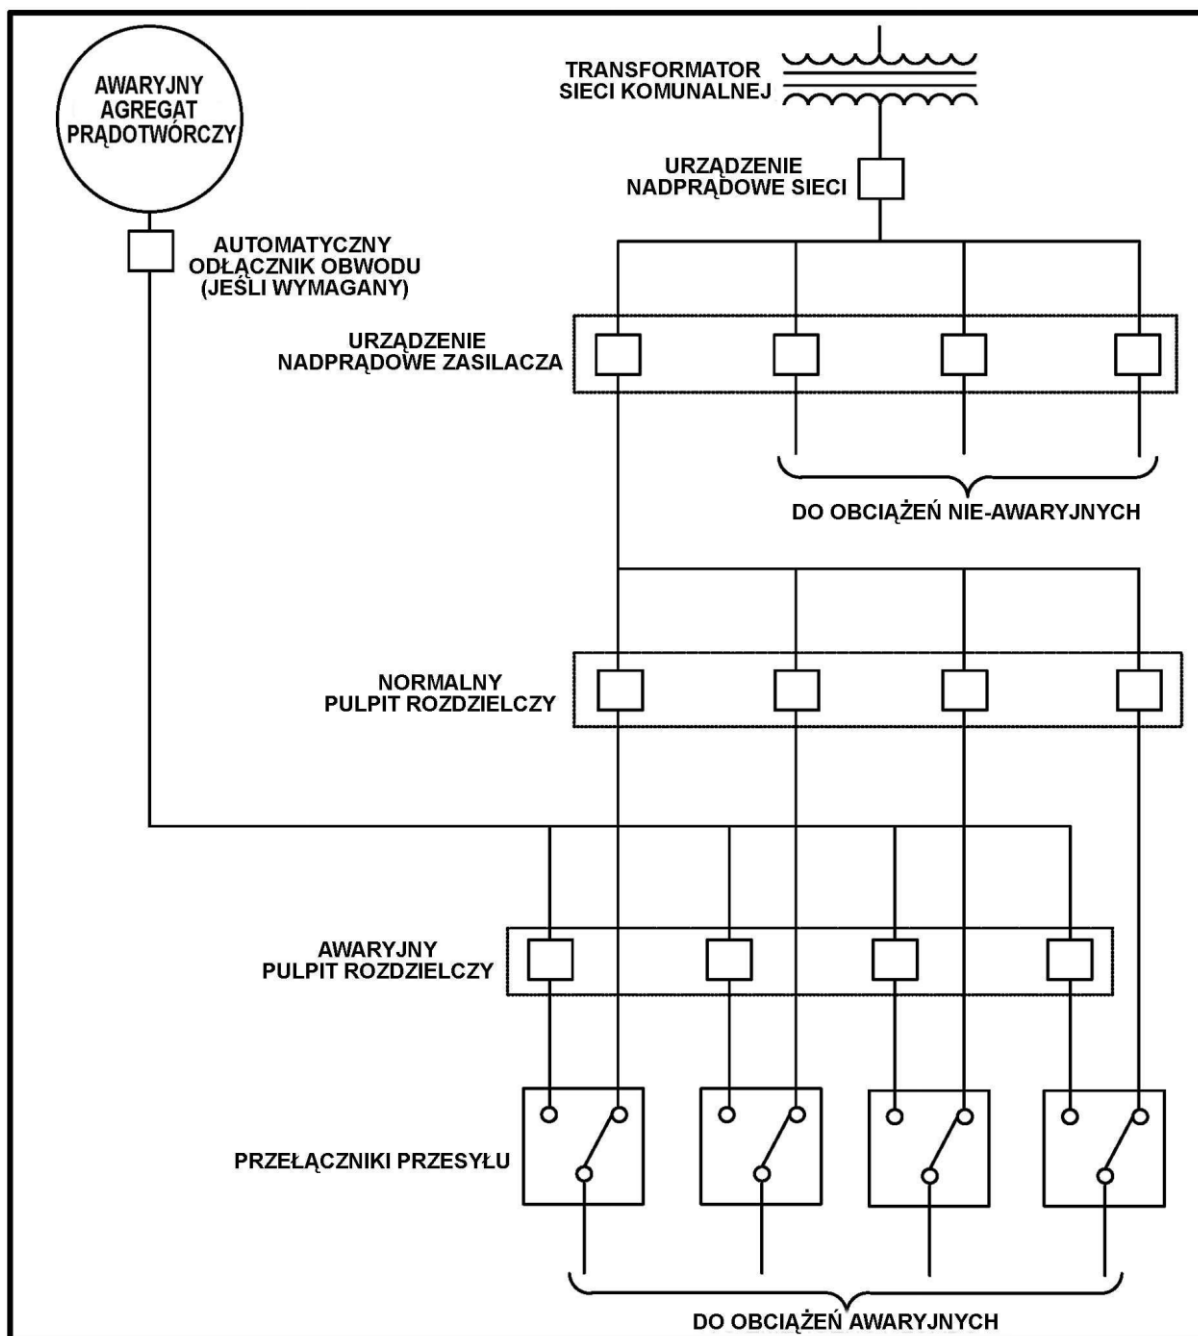 AWARYJNY
AGREGAT
PRĄDOTWÓRCZY
TRANSFORMATOR
SIECI KOMUNALNEJ
URZĄDZENIE
NADPRĄDOWE SIECI
AUTOMATYCZNY
ODŁĄCZNIK OBWODU
(JEŚLI WYMAGANY)
URZĄDZENIE
NADPRĄDOWE ZASILACZA
DO OBCIĄŻEŃ NIE-AWARYJNYCH
NORMALNY
PULPIT ROZDZIELCZY
AWARYJNY
PULPIT ROZDZIELCZY
PRZEŁĄCZNIKI PRZESYŁU
DO OBCIĄŻEŃ AWARYJNYCH